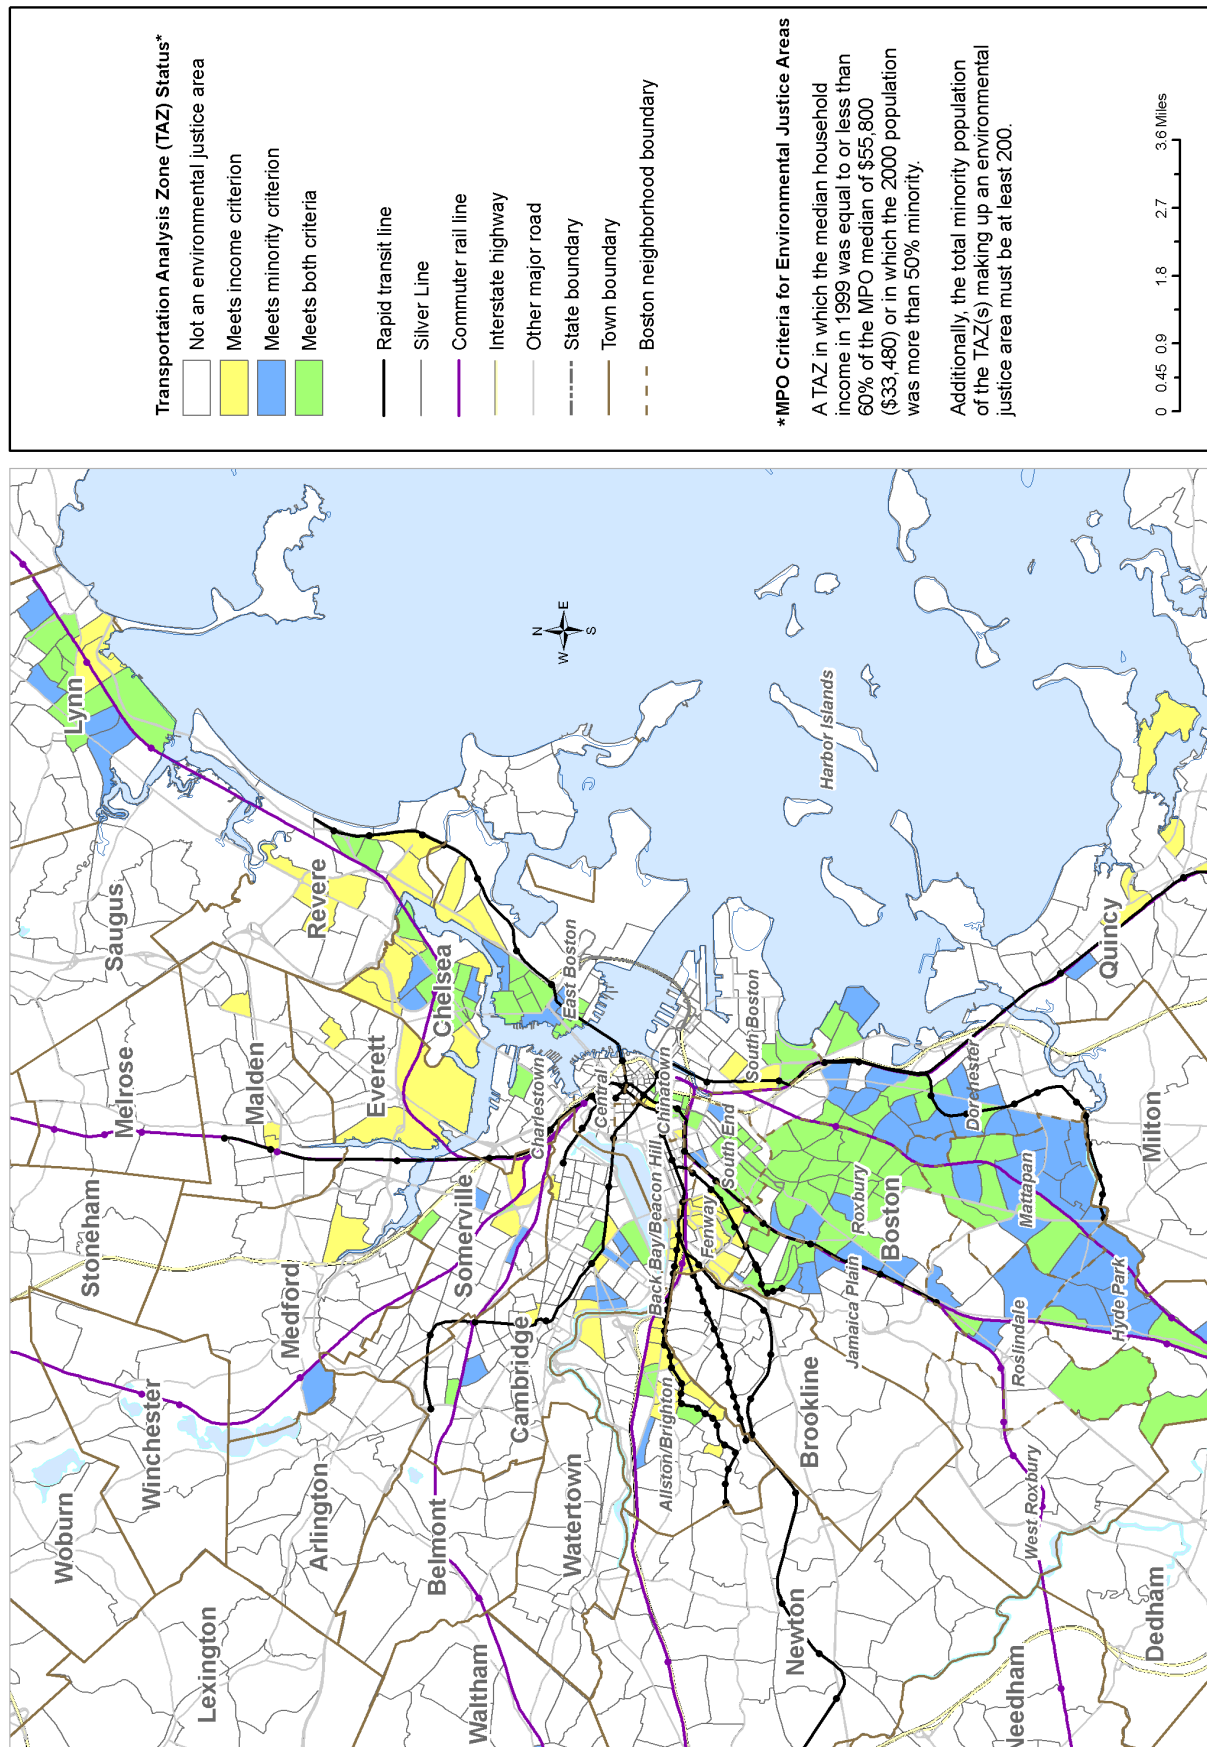 Transportation Analysis Zone (TAZ) Status*
Not an environmental justice area
Meets income criterion
Meets minority criterion
Meets both criteria
Rapid transit line
Silver Line
Commuter rail line
Interstate highway
Other major road
State boundary
Town boundary
Boston neighborhood boundary
*MPO Criteria for Environmental Justice Areas
A TAZ in which the median household
income in 1999 was equal to or less than
60% of the MPO median of $55,800
($33,480) or in which the 2000 population
was more than 50% minority.
Additionally, the total minority population
of the TAZ(s) making up an environmental
justice area must be at least 200.
0 0.45 0.9 1.8 2.7 3.6 Miles
Woburn
Stoneham
Melrose
Saugus
Lynn
Winchester
Lexington
Arlington
Medford
Malden
Revere
Everett
Belmont
Somerville
Chelsea
Waltham
Cambridge
Charlestown
East Boston
N
W
E
S
Watertown
Central
Allston/Brighton
Back Bay/Beacon Hill
Chinatown
Fenway
South End
South Boston
Newton
Brookline
Harbor Islands
Jamaica Plain
Roxbury
Boston
Dorchester
Roslindale
Mattapan
West Roxbury
Hyde Park
Quincy
Needham
Dedham
Milton